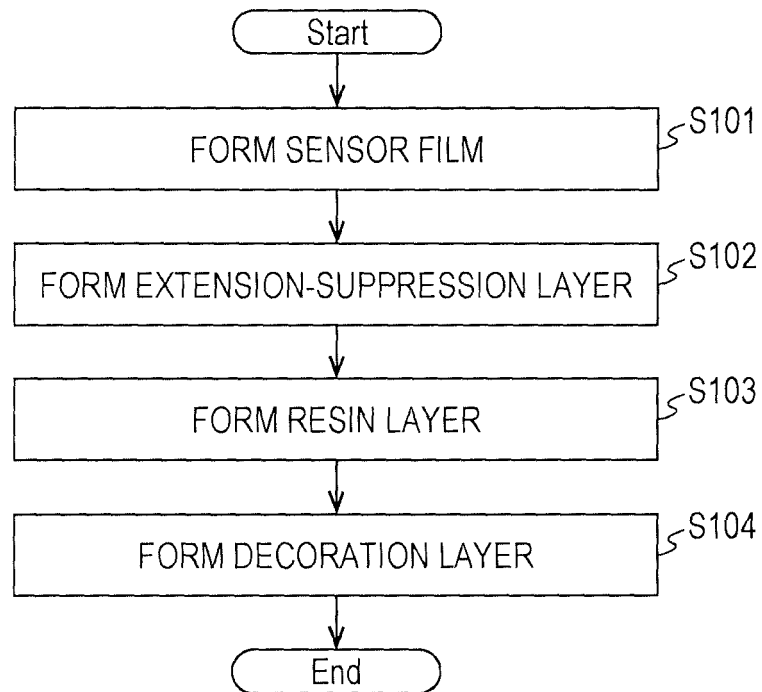 Start
FORM SENSOR FILM
S101
FORM EXTENSION-SUPPRESSION LAYER
S102
FORM RESIN LAYER
S103
FORM DECORATION LAYER
S104
End